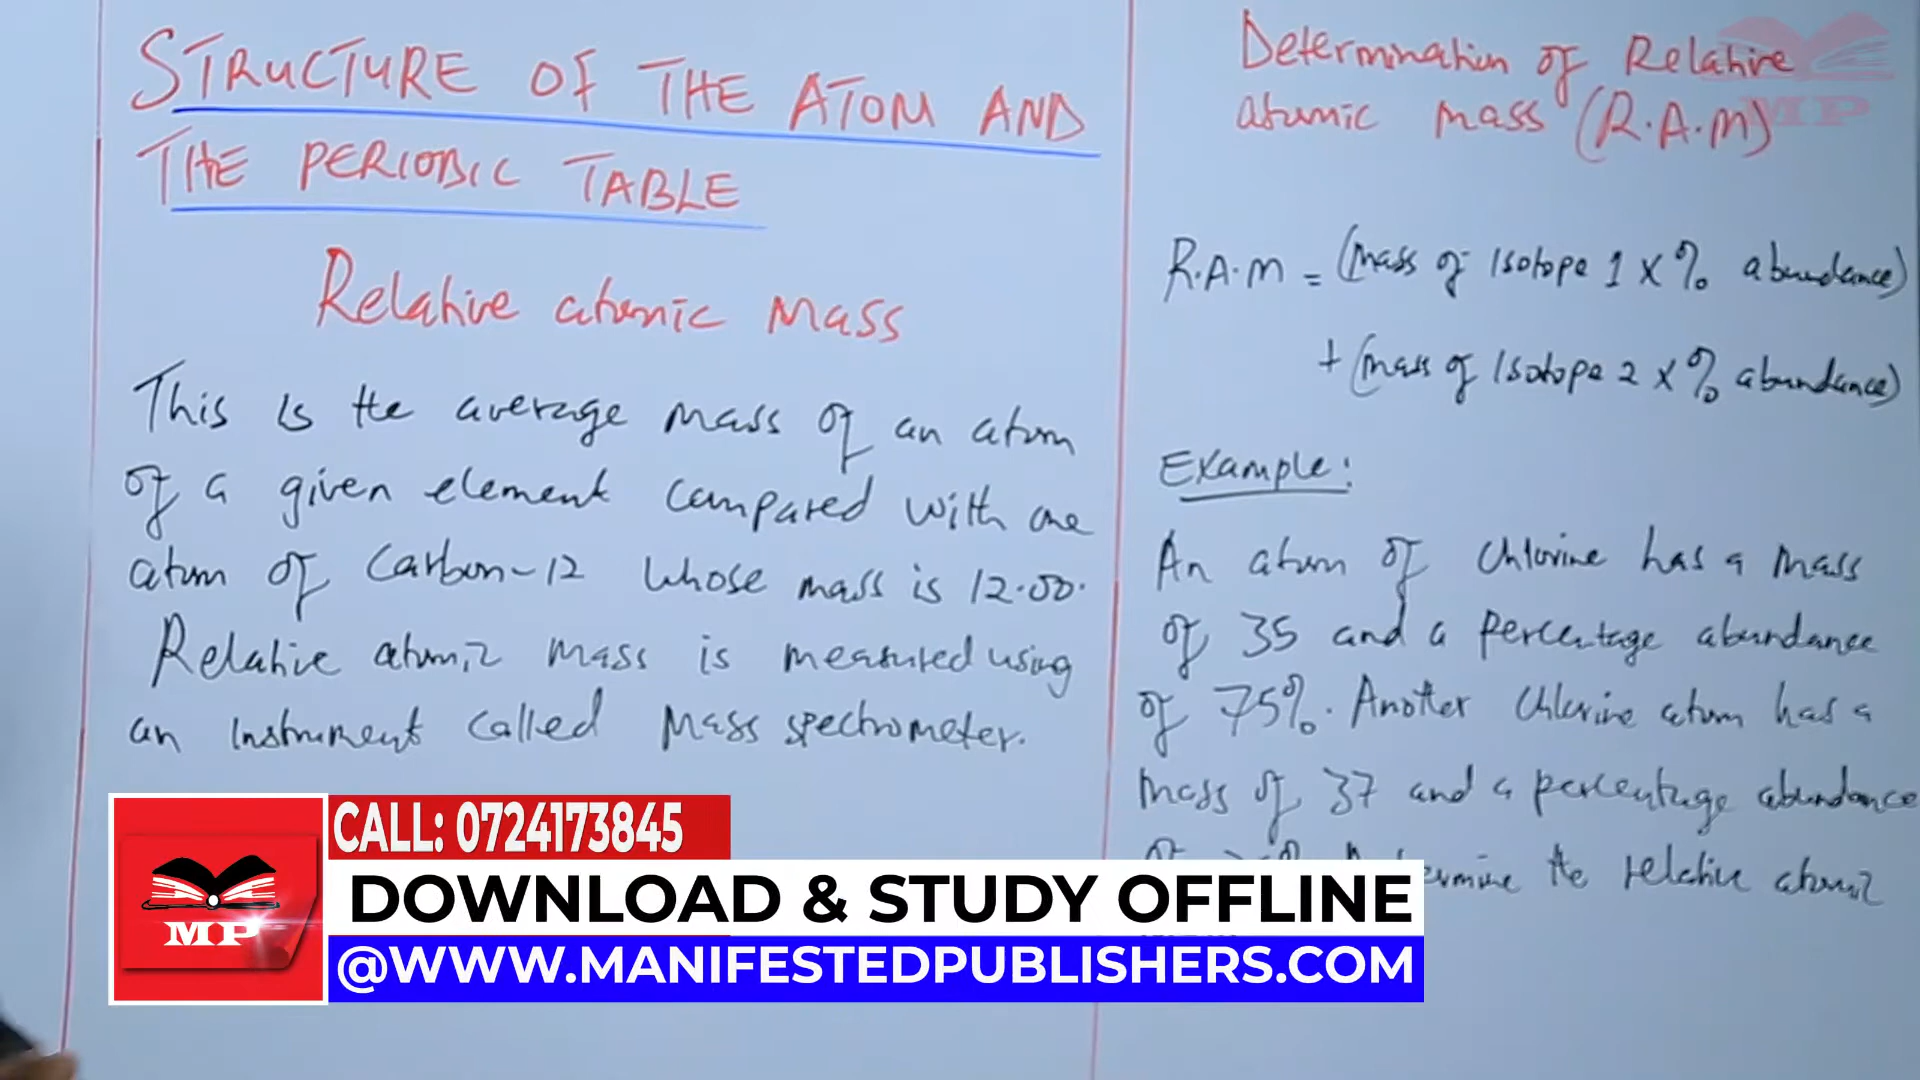 STRUCTURE OF THE ATOM AND
THE PERIODIC TABLE
Relative atomic mass
This is the average mass of an atom
of a given element compared with one
atom of Carbon-12 whose mass is 12.00.
Relative atomic mass is measured using
an instrument called Mass spectrometer.
Determination of Relative
atomic mass (R.A.M)
MP
R.A.M = (mass of Isotope 1 x % abundance)
+ (mass of Isotope 2 x % abundance)
Example:
An atom of Chlorine has a mass
of 35 and a percentage abundance
of 75%. Another Chlorine atom has a
mass of 37 and a percentage abundance
of the relative atomic
CALL: 0724173845
DOWNLOAD & STUDY OFFLINE
@WWW.MANIFESTEDPUBLISHERS.COM
MP